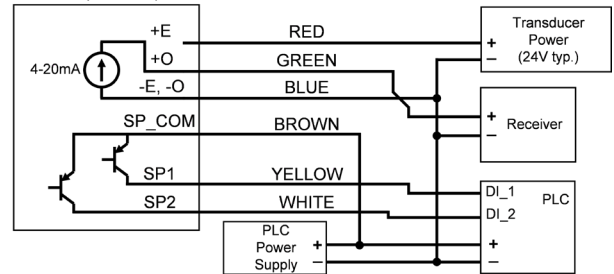 +E RED
+O GREEN
4-20mA
-E, -O BLUE
SP_COM BROWN
SP1 YELLOW
SP2 WHITE
Transducer
Power
(24V typ.)
+
–
+
Receiver
–
DI_1
PLC
DI_2
+
–
PLC
Power +
Supply –